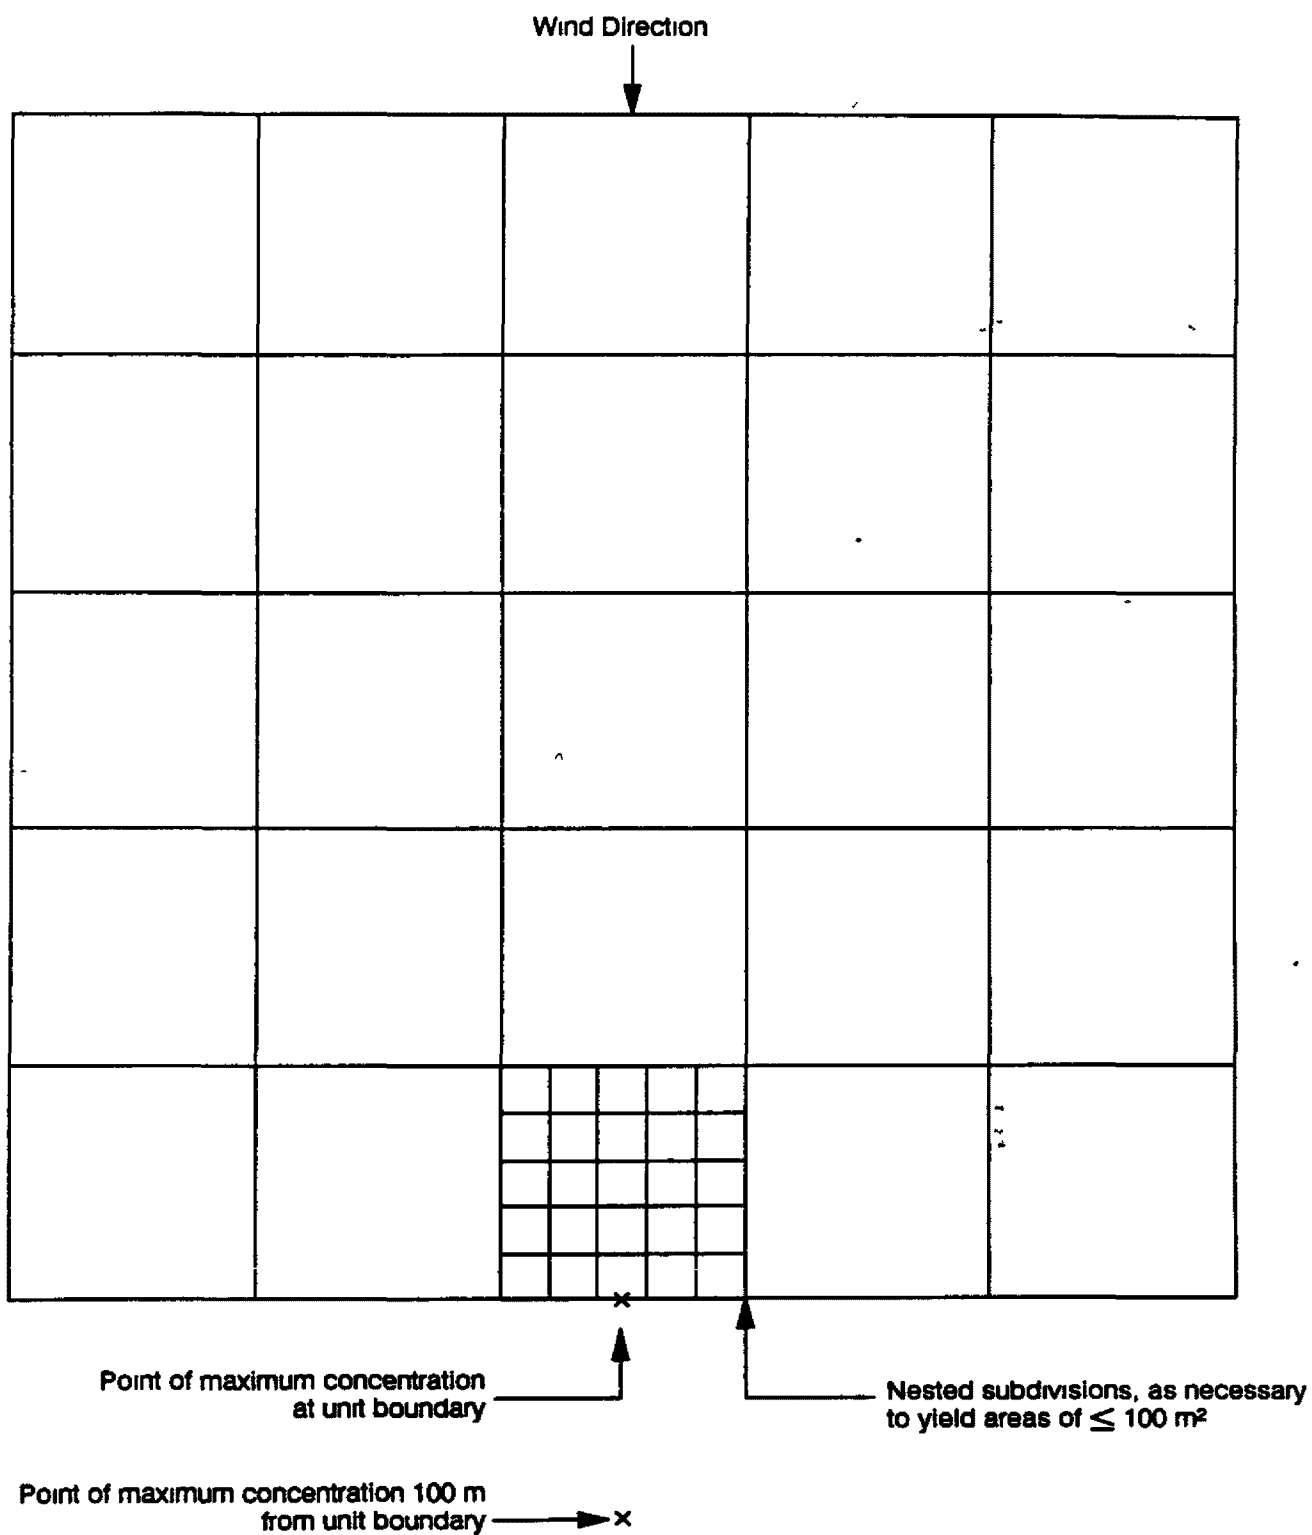 Wind Direction
Point of maximum concentration
at unit boundary
Nested subdivisions, as necessary
to yield areas of ≤ 100 m²
Point of maximum concentration 100 m
from unit boundary